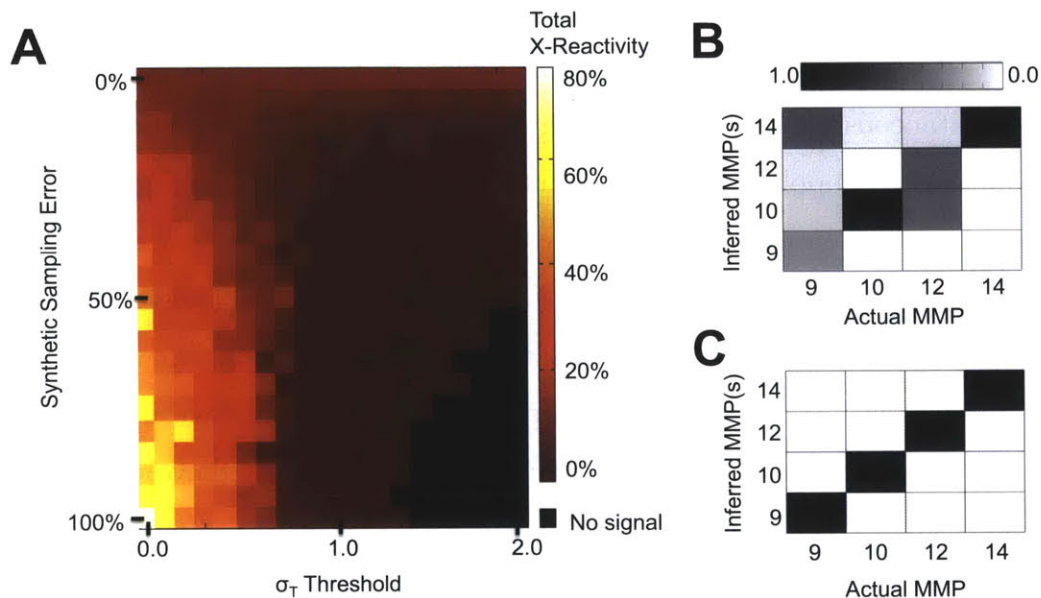 A
Total
X-Reactivity
80%
60%
40%
20%
0%
No signal
Synthetic Sampling Error
0%
50%
100%
0.0 1.0 2.0
σT Threshold
B
1.0 0.0
Inferred MMP(s)
14
12
10
9
9 10 12 14
Actual MMP
C
Inferred MMP(s)
14
12
10
9
9 10 12 14
Actual MMP